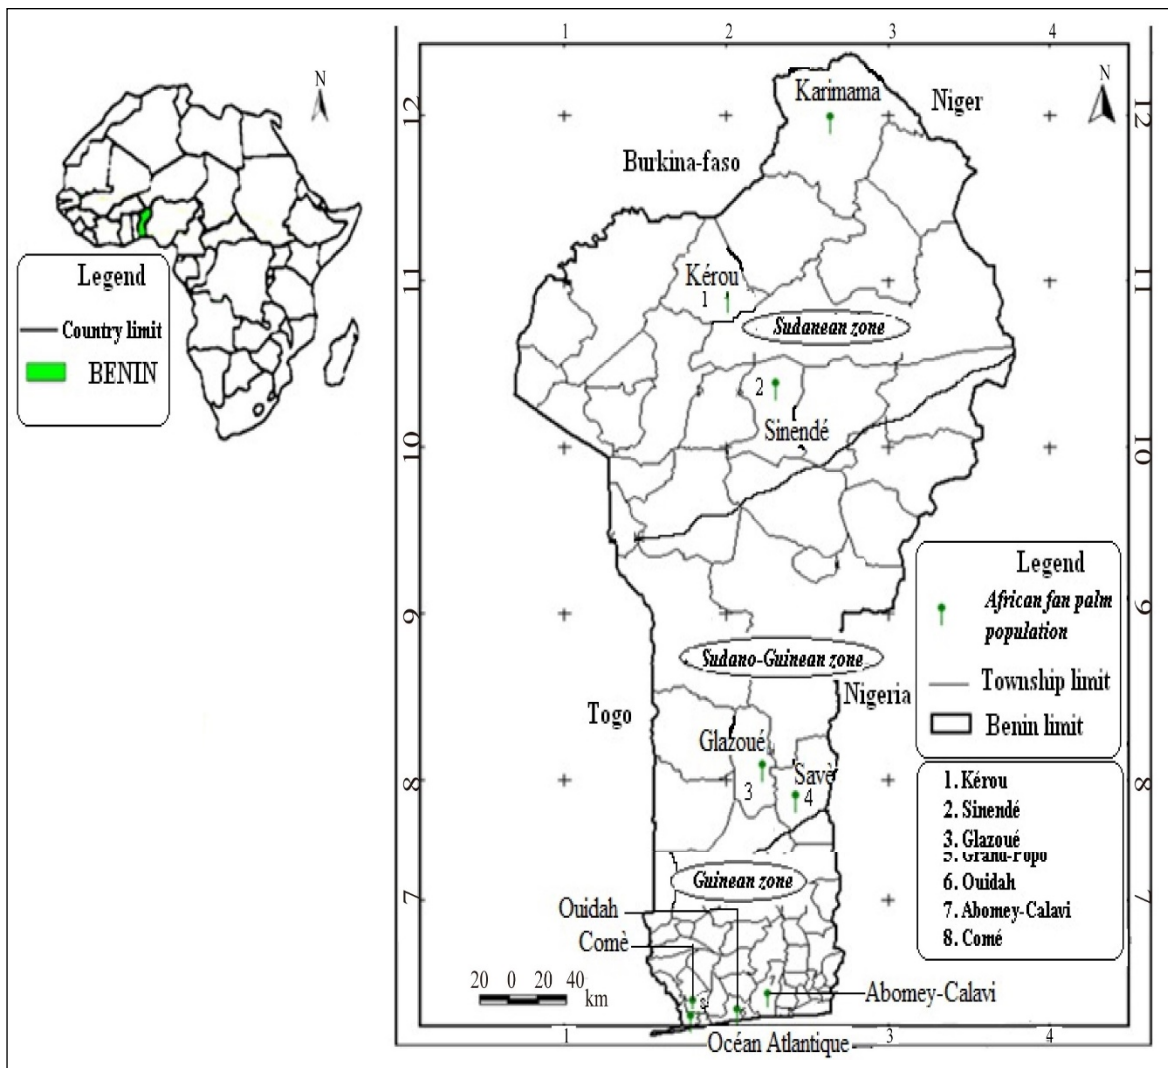 N
Legend
Country limit
BENIN
1 2 3 4
12
11
10
9
8
7
12
11
10
9
8
7
N
Karimama
Niger
Burkina-faso
Kérou
1
Sudanean zone
2
Sinendé
Sudano-Guinean zone
Togo
Nigeria
Glazoué
3
Savè
4
Guinean zone
Ouidah
Comè
Abomey-Calavi
7
8
20 0 20 40
km
Océan Atlantique
1 3 4
Legend
African fan palm
population
Township limit
Benin limit
1. Kérou
2. Sinendé
3. Glazoué
5. Grand-Popo
6. Ouidah
7. Abomey-Calavi
8. Comé